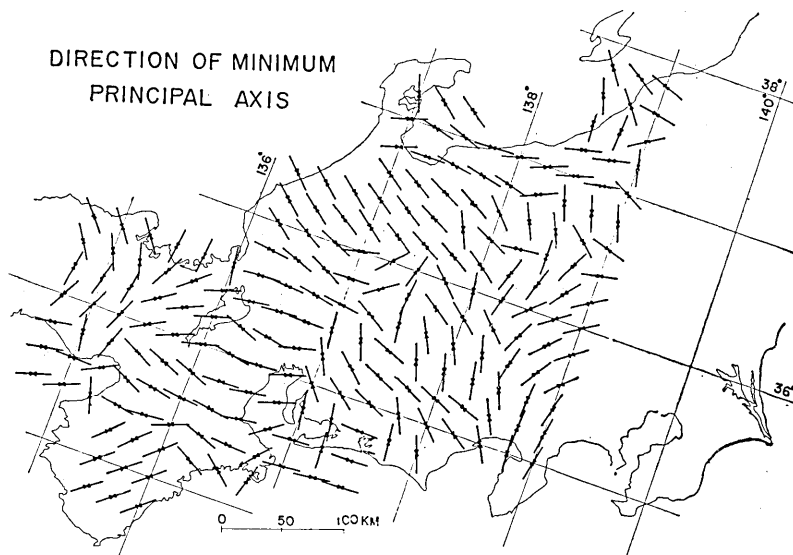 DIRECTION OF MINIMUM
PRINCIPAL AXIS
136°
138°
38°
140°
36°
0 50 100 KM